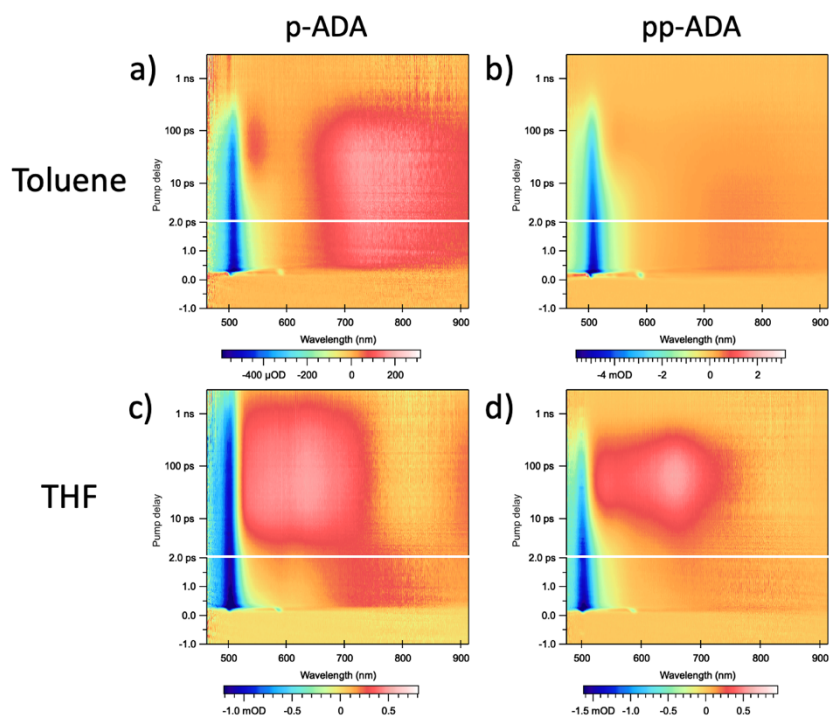 p-ADA
pp-ADA
a)
b)
Toluene
Pump delay
1 ns
100 ps
10 ps
2.0 ps
1.0
0.0
-1.0
500 600 700 800 900
Wavelength (nm)
-400 µOD -200 0 200
Pump delay
1 ns
100 ps
10 ps
2.0 ps
1.0
0.0
-1.0
500 600 700 800 900
Wavelength (nm)
-4 mOD -2 0 2
c)
d)
THF
Pump delay
1 ns
100 ps
10 ps
2.0 ps
1.0
0.0
-1.0
500 600 700 800 900
Wavelength (nm)
-1.0 mOD -0.5 0 0.5
Pump delay
1 ns
100 ps
10 ps
2.0 ps
1.0
0.0
-1.0
500 600 700 800 900
Wavelength (nm)
-1.5 mOD -1.0 -0.5 0 0.5